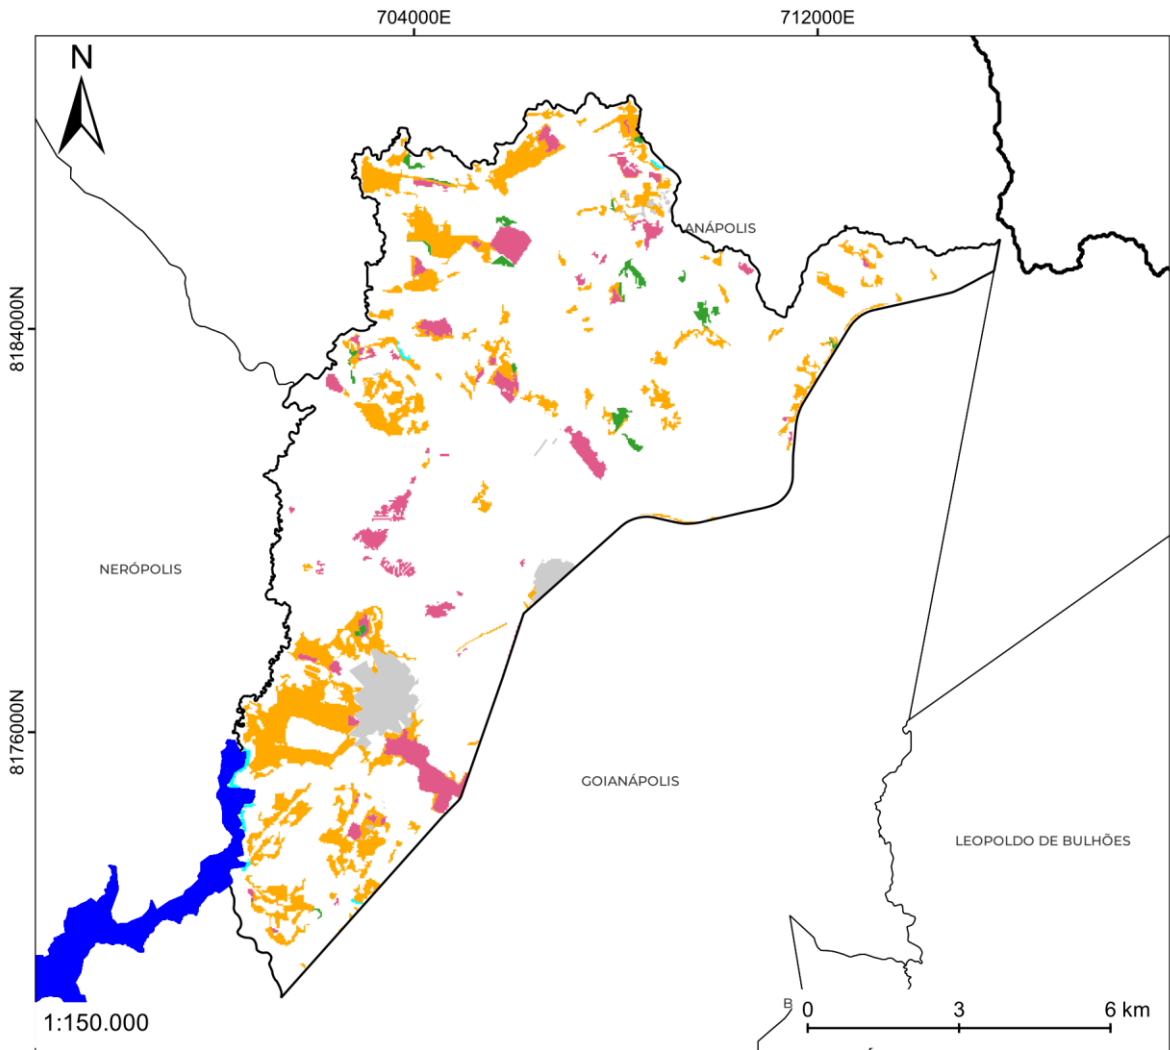 704000E 712000E
N
ANÁPOLIS
8184000N
NERÓPOLIS
8176000N
GOIANÁPOLIS
LEOPOLDO DE BULHÕES
B 0 3 6 km
1:150.000